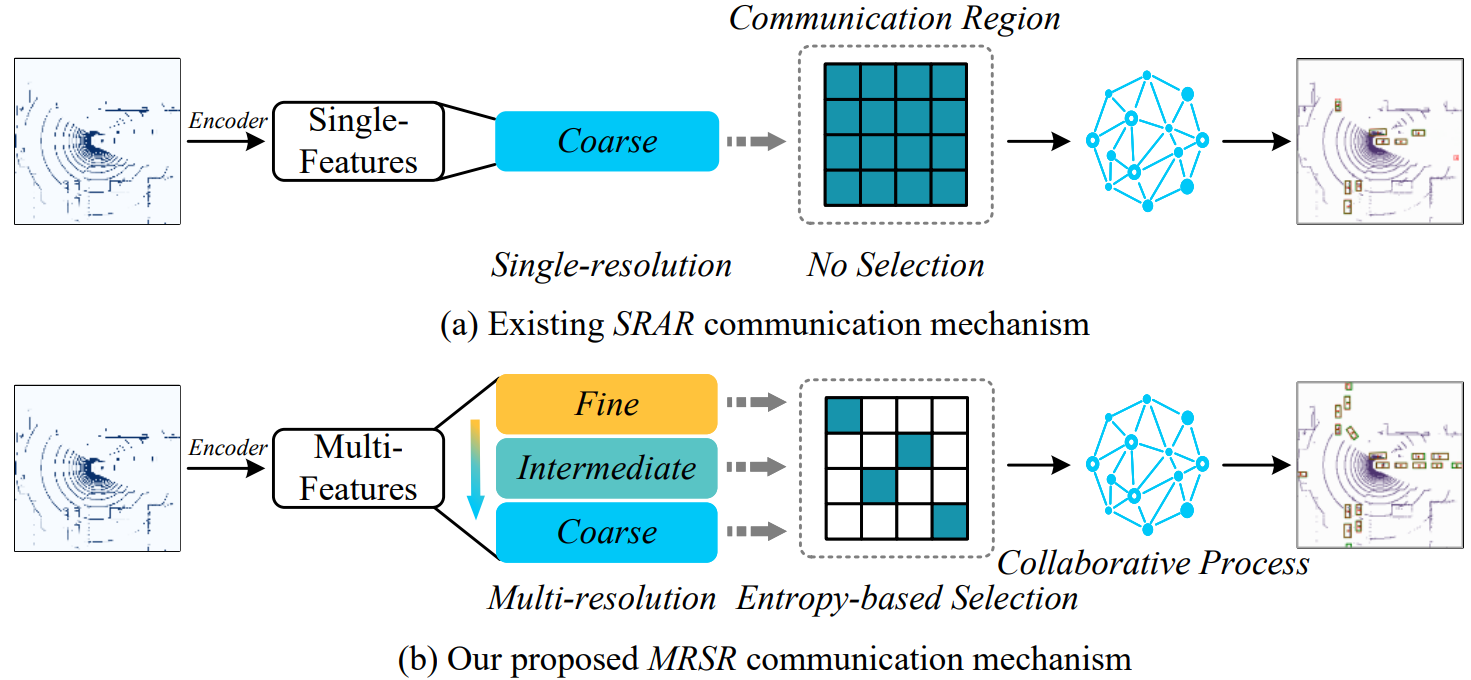 Communication Region
Encoder
Single-
Features
Coarse
Single-resolution
No Selection
(a) Existing SRAR communication mechanism
Encoder
Multi-
Features
Fine
Intermediate
Coarse
Collaborative Process
Multi-resolution
Entropy-based Selection
(b) Our proposed MRSR communication mechanism